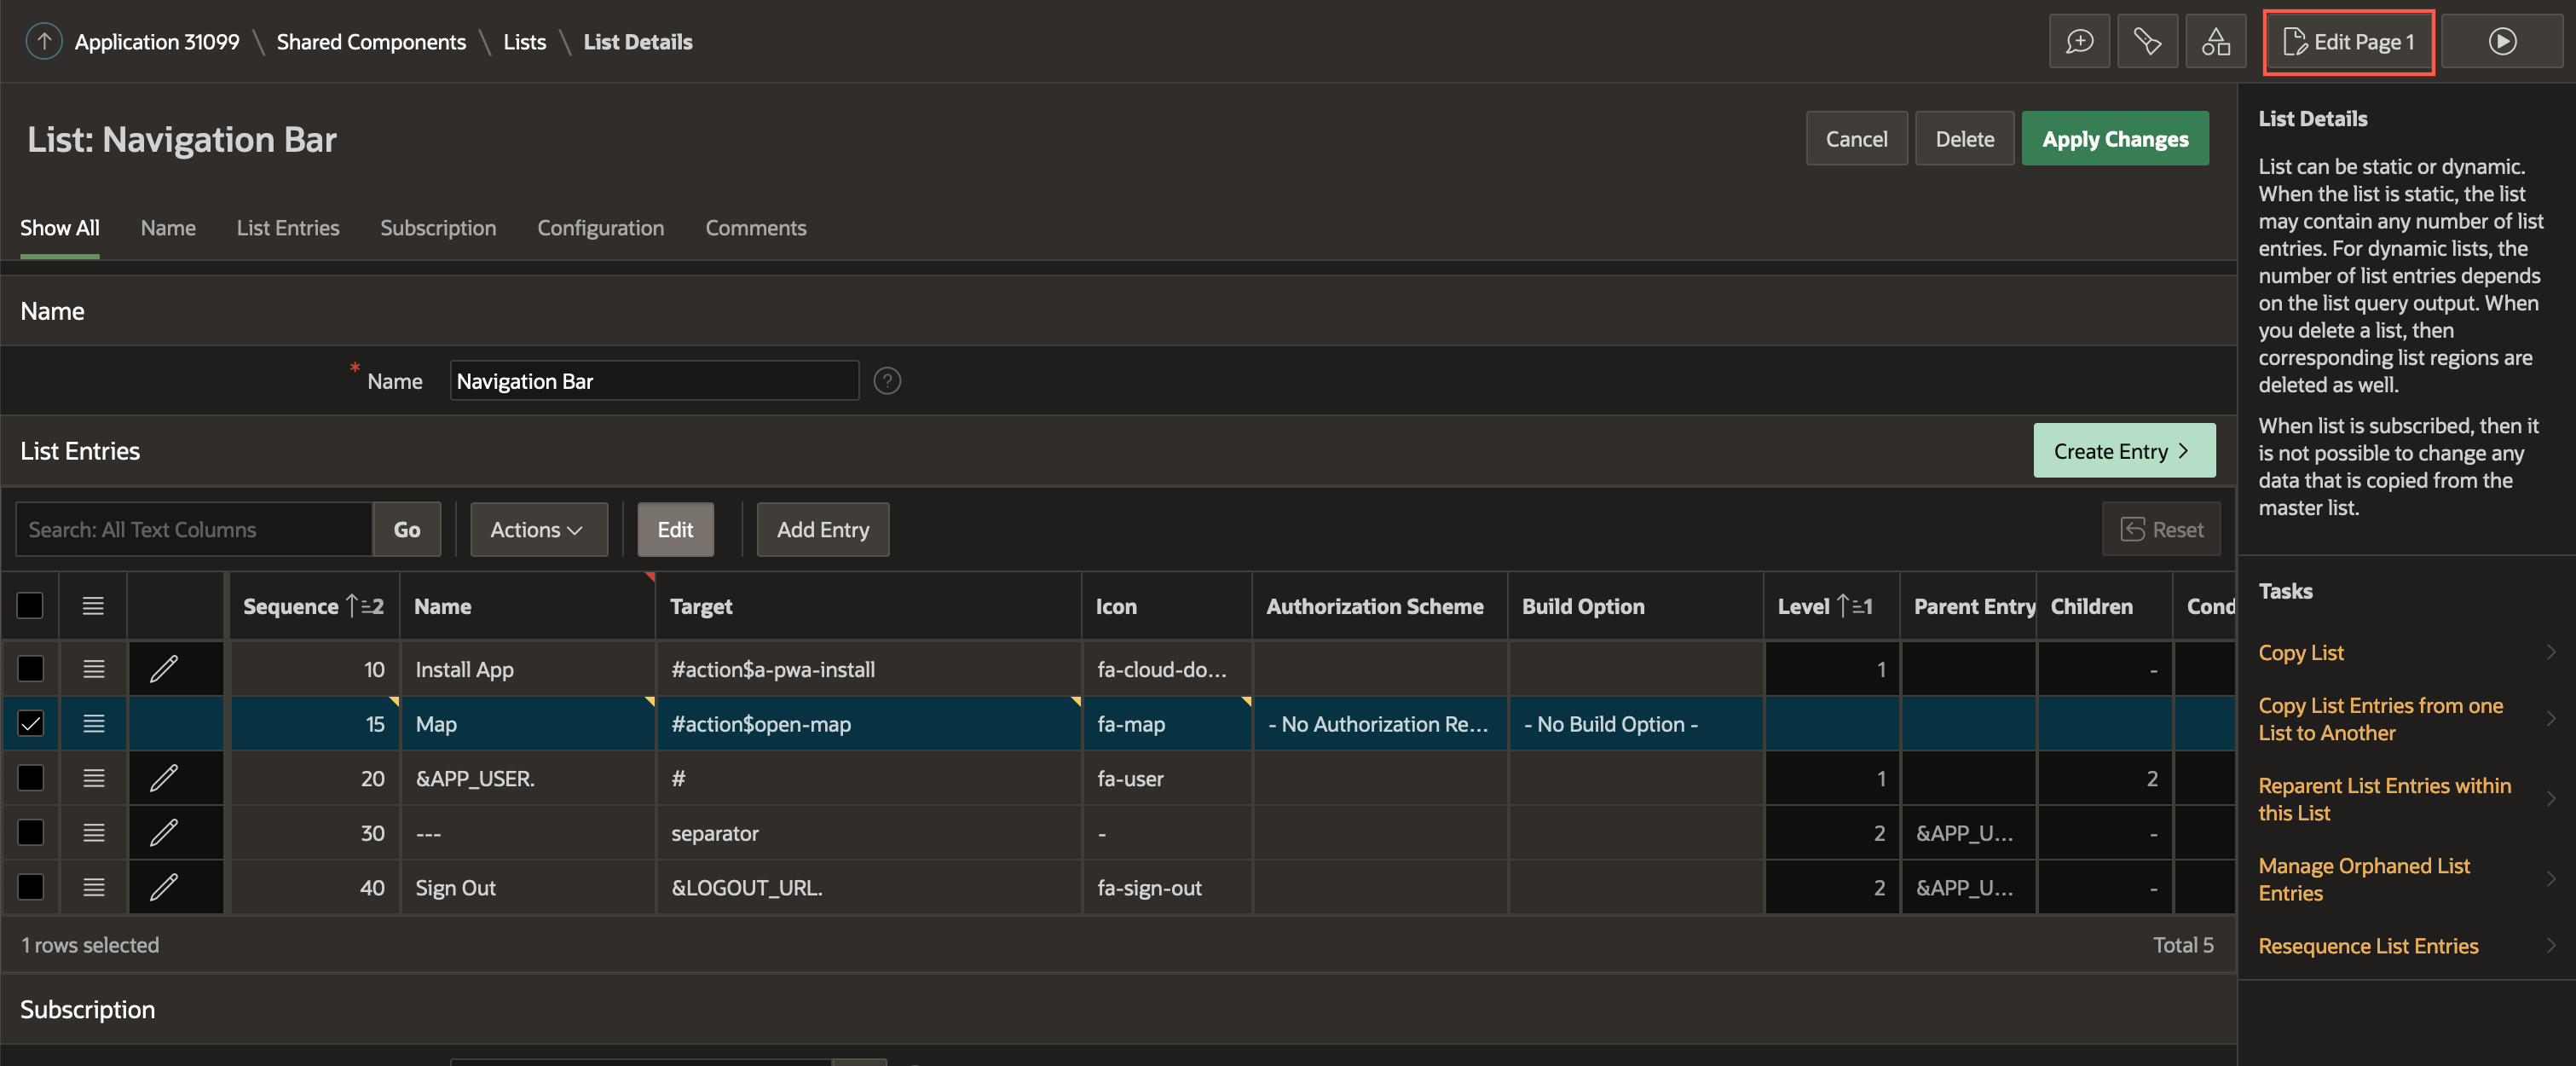 Application 31099 \ Shared Components \ Lists \ List Details
Edit Page 1
List: Navigation Bar
Cancel
Delete
Apply Changes
Show All
Name
List Entries
Subscription
Configuration
Comments
Name
* Name
Navigation Bar
?
List Entries
Create Entry >
Search: All Text Columns
Go
Actions
Edit
Add Entry
Reset
Sequence 2 Name Target Icon Authorization Scheme Build Option Level 1 Parent Entry Children Cond
10 Install App #action$a-pwa-install fa-cloud-do... 1 -
15 Map #action$open-map fa-map - No Authorization Re... - No Build Option -
20 &APP_USER. # fa-user 1 2
30 --- separator - 2 &APP_U... -
40 Sign Out &LOGOUT_URL. fa-sign-out 2 &APP_U... -
1 rows selected
Total 5
Subscription
List Details
List can be static or dynamic.
When the list is static, the list
may contain any number of list
entries. For dynamic lists, the
number of list entries depends
on the list query output. When
you delete a list, then
corresponding list regions are
deleted as well.
When list is subscribed, then it
is not possible to change any
data that is copied from the
master list.
Tasks
Copy List
Copy List Entries from one
List to Another
Reparent List Entries within
this List
Manage Orphaned List
Entries
Resequence List Entries